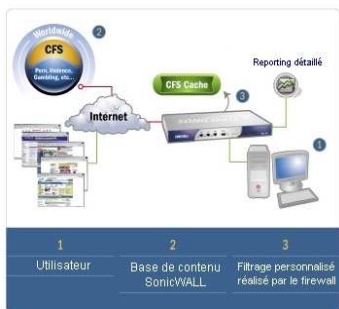 Worldwide
CFS
Porn, Violence,
Gambling, etc...
2
Reporting détaillé
CFS Cache
3
Internet
SONICWALL
1
1
2
3
Utilisateur
Base de contenu
SonicWALL
Filtrage personnalisé
réalisé par le firewall